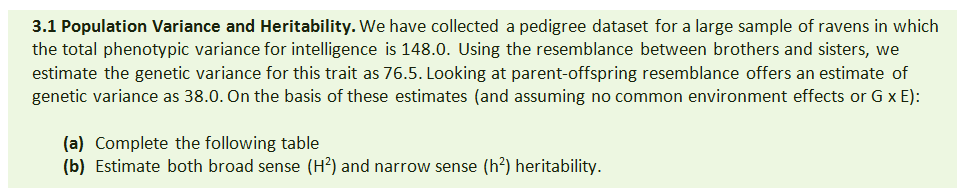 3.1 Population Variance and Heritability. We have collected a pedigree dataset for a large sample of ravens in which
the total phenotypic variance for intelligence is 148.0. Using the resemblance between brothers and sisters, we
estimate the genetic variance for this trait as 76.5. Looking at parent-offspring resemblance offers an estimate of
genetic variance as 38.0. On the basis of these estimates (and assuming no common environment effects or G x E):
(a) Complete the following table
(b) Estimate both broad sense (H²) and narrow sense (h²) heritability.